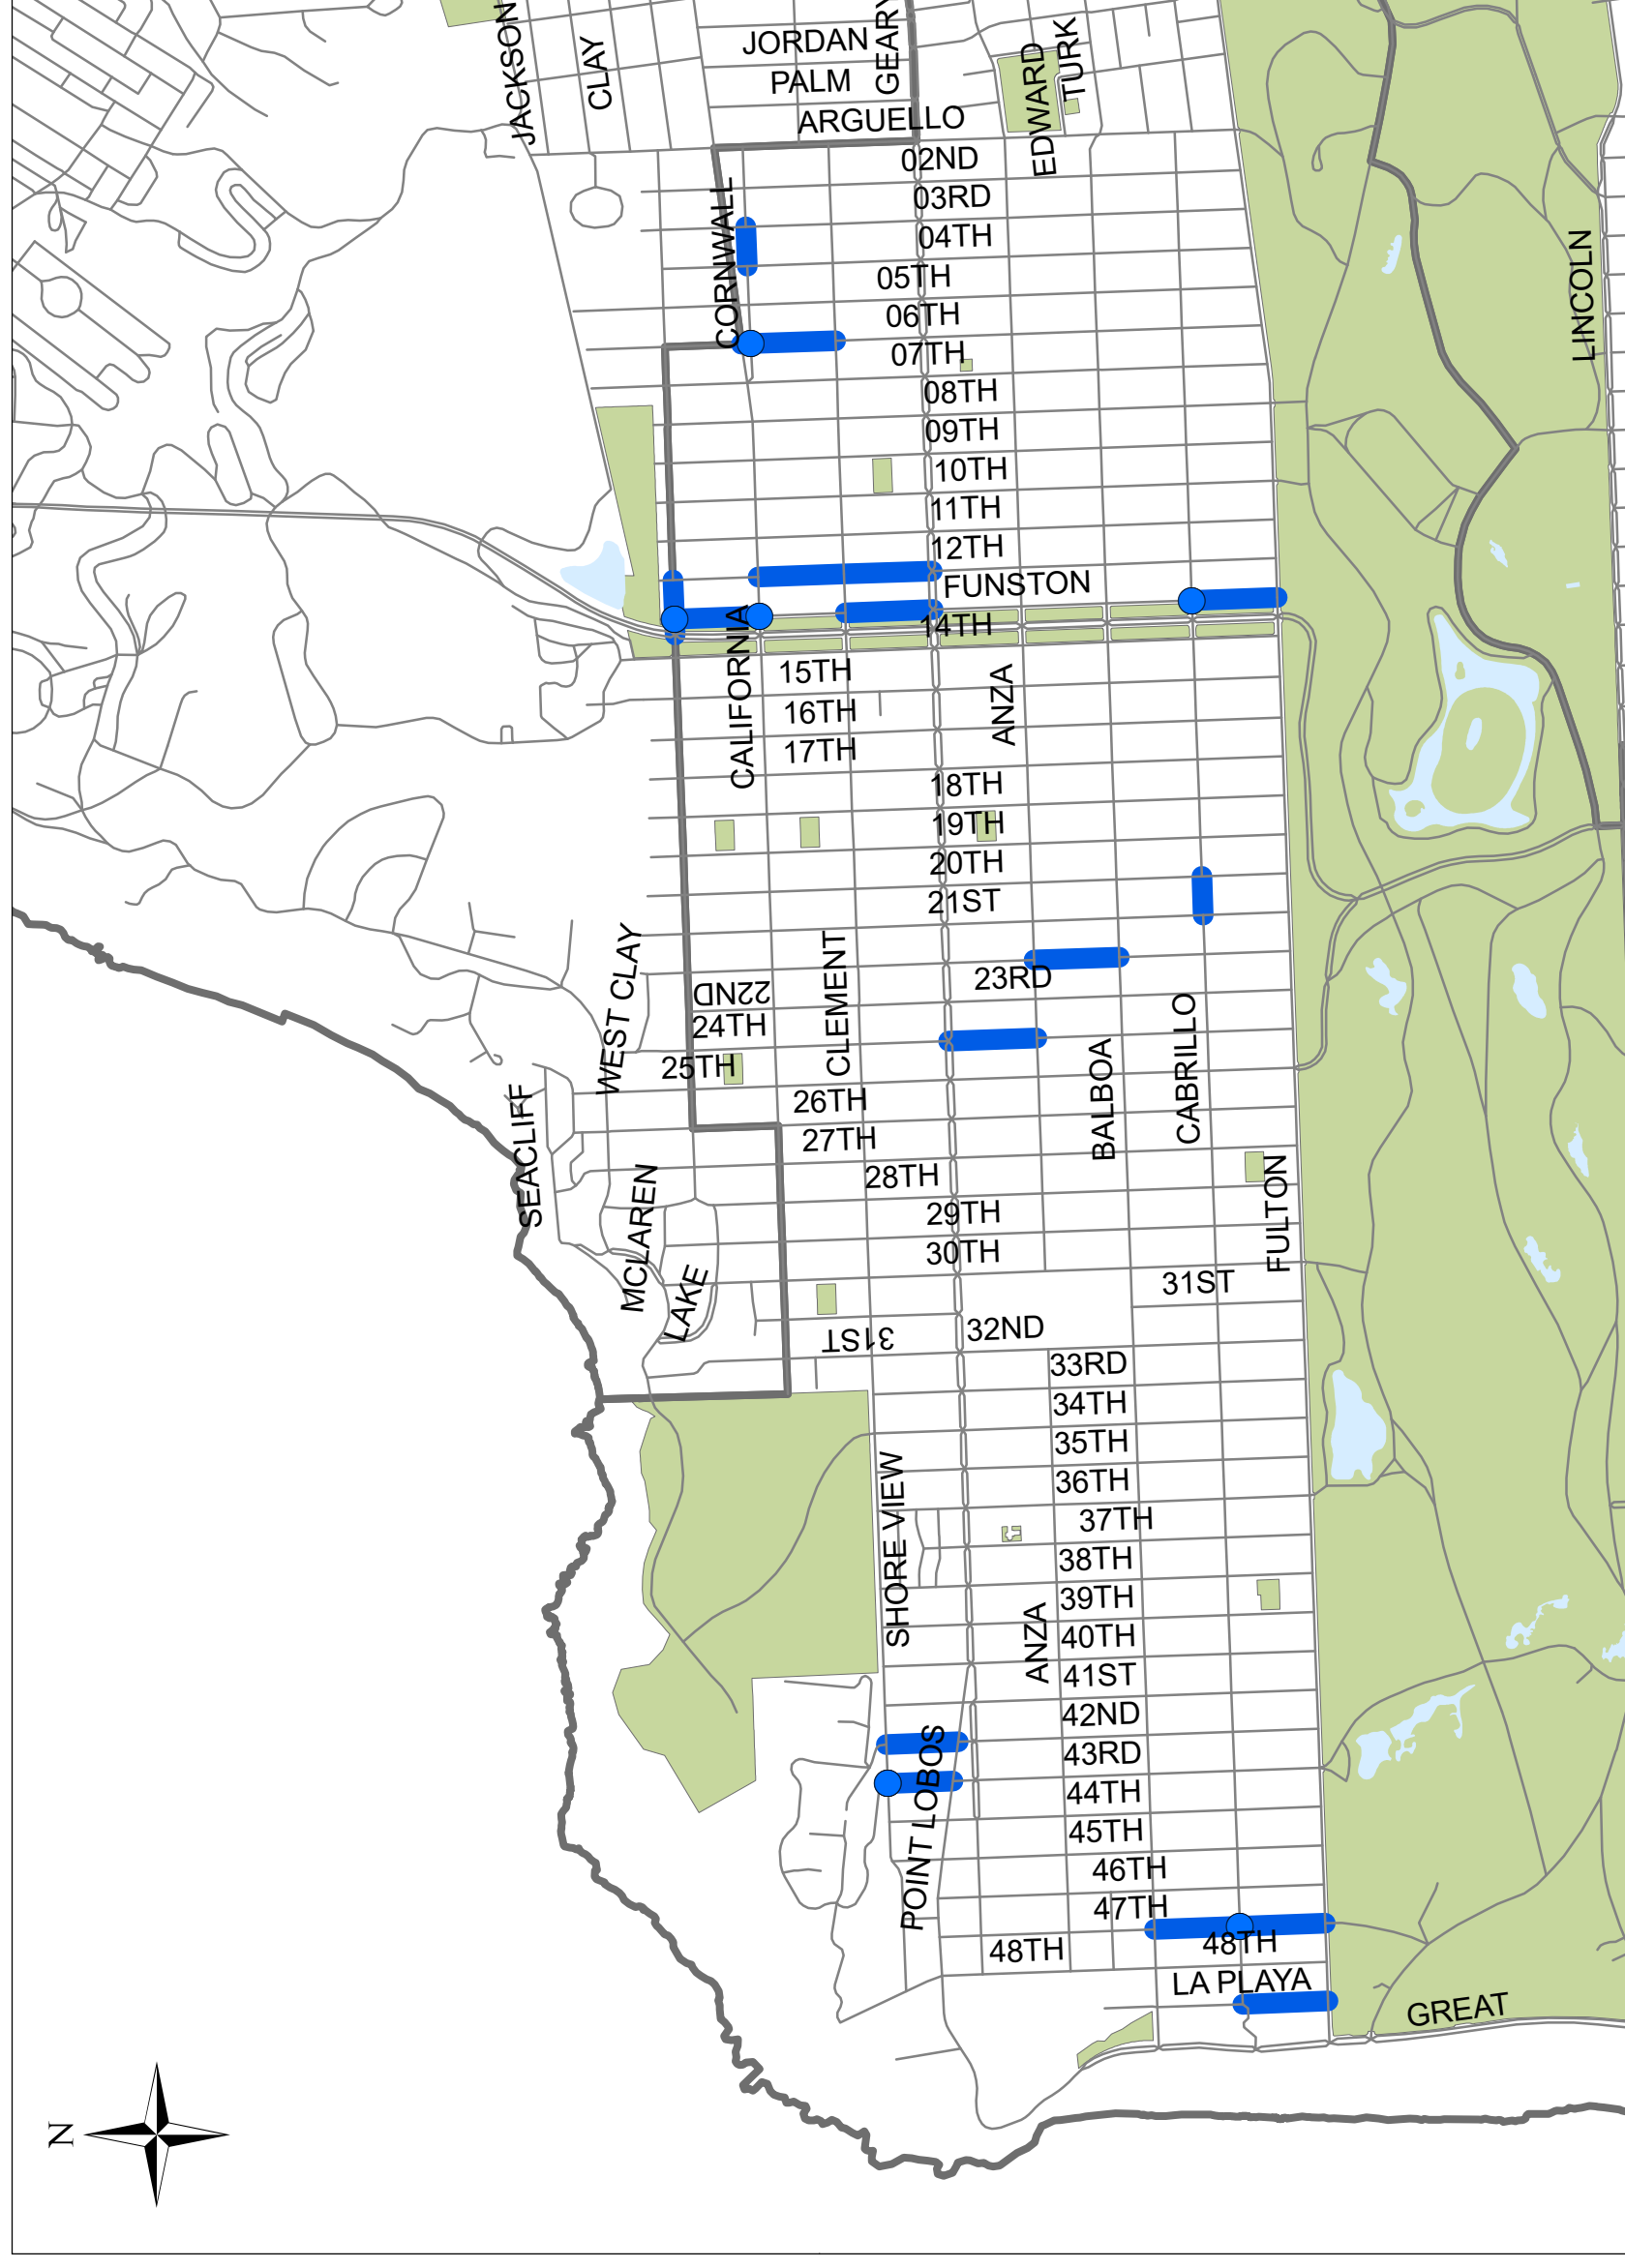 JACKSON
CLAY
JORDAN
GEARY
PALM
EDWARD
TURK
ARGUELLO
02ND
03RD
CORNWALL
04TH
LINCOLN
05TH
06TH
07TH
08TH
09TH
10TH
11TH
12TH
FUNSTON
14TH
CALIFORNIA
15TH
ANZA
16TH
17TH
18TH
19TH
20TH
21ST
WEST CLAY
CLEMENT
23RD
22ND
24TH
CABRILLO
25TH
BALBOA
SEACLIFF
26TH
27TH
28TH
MCLAREN
FULTON
29TH
30TH
LAKE
31ST
31ST
32ND
33RD
34TH
35TH
36TH
SHORE VIEW
37TH
38TH
39TH
ANZA
40TH
41ST
42ND
POINT LOBOS
43RD
44TH
45TH
46TH
47TH
48TH
48TH
LA PLAYA
GREAT
N